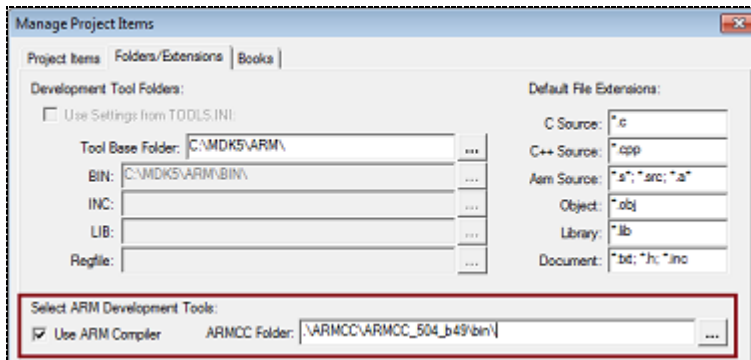 Manage Project Items
Project Items Folders/Extensions Books
Development Tool Folders: Default File Extensions:
Use Settings from TOOLS.INI:
C Source: *.c
Tool Base Folder: C:\MDK5\ARM\ ... C++ Source: *.cpp
BIN: C:\MDK5\ARM\BIN\ ... Asm Source: *.s*; *.src; *.a*
INC: ... Object: *.obj
LIB: ... Library: *.lib
Regfile: ... Document: *.txt; *.h; *.inc
Select ARM Development Tools:
Use ARM Compiler ARMCC Folder: .\ARMCC\ARMCC_504_b49\bin\ ...